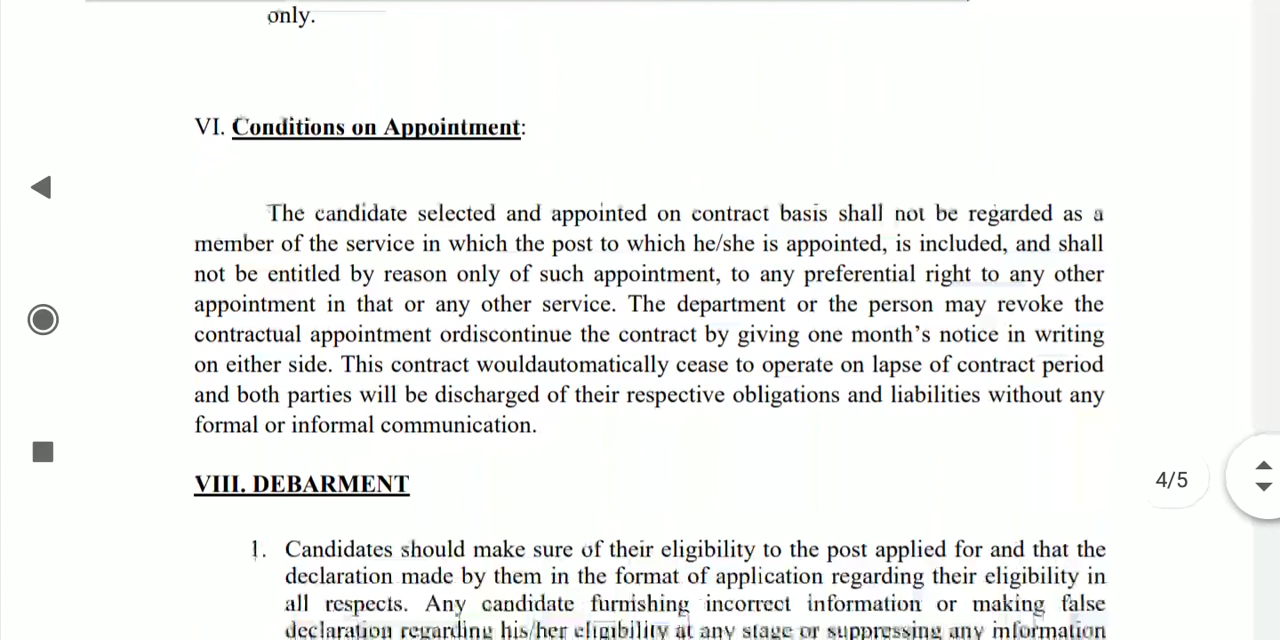 only.
VI. Conditions on Appointment:
The candidate selected and appointed on contract basis shall not be regarded as a
member of the service in which the post to which he/she is appointed, is included, and shall
not be entitled by reason only of such appointment, to any preferential right to any other
appointment in that or any other service. The department or the person may revoke the
contractual appointment ordiscontinue the contract by giving one month's notice in writing
on either side. This contract wouldautomatically cease to operate on lapse of contract period
and both parties will be discharged of their respective obligations and liabilities without any
formal or informal communication.
4/5
VIII. DEBARMENT
1. Candidates should make sure of their eligibility to the post applied for and that the
declaration made by them in the format of application regarding their eligibility in
all respects. Any candidate furnishing incorrect information or making false
declaration regarding his/her eligibility at any stage or suppressing any information